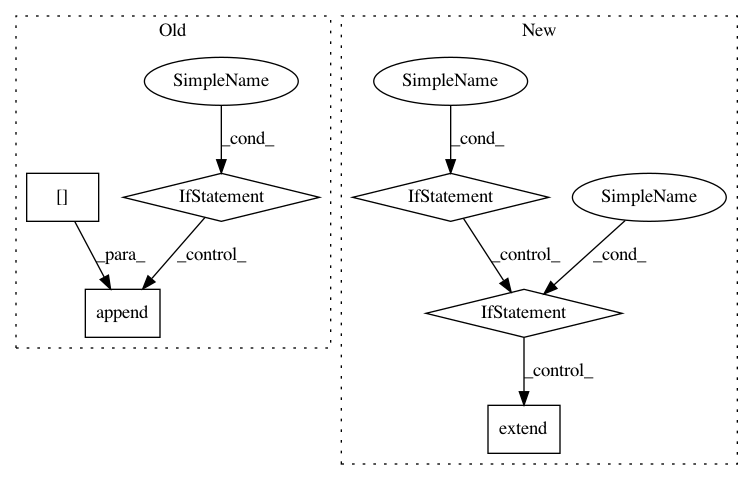 Old
New
SimpleName
SimpleName
_cond_
_cond_
[]
IfStatement
IfStatement
SimpleName
_para_
_control_
_control_
_cond_
append
IfStatement
_control_
extend